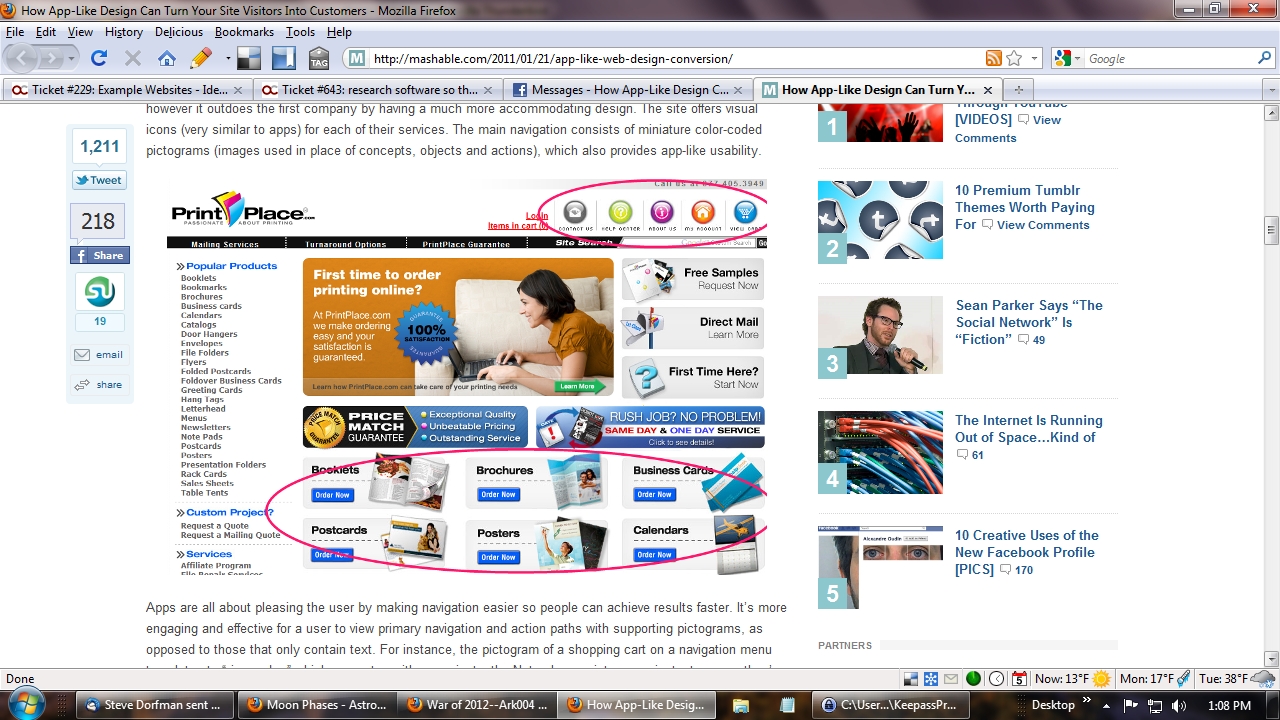 How App-Like Design Can Turn Your Site Visitors Into Customers - Mozilla Firefox
File Edit View History Delicious Bookmarks Tools Help
TAG
M http://mashable.com/2011/01/21/app-like-web-design-conversion/
Google
Ticket #229: Example Websites - Ide...
Ticket #643: research software so th...
Messages - How App-Like Design C...
M How App-Like Design Can Turn Y...
however it outdoes the first company by having a much more accommodating design. The site offers visual
icons (very similar to apps) for each of their services. The main navigation consists of miniature color-coded
pictograms (images used in place of concepts, objects and actions), which also provides app-like usability.
1,211
Tweet
218
Share
19
email
share
Call us at 877.405.3949
PrintPlace.com
PASSIONATE ABOUT PRINTING
Login
Items in cart (0)
CONTACT US
HELP CENTER
ABOUT US
MY ACCOUNT
VIEW CART
Mailing Services
Turnaround Options
PrintPlace Guarantee
Site Search
Go
Popular Products
Booklets
Bookmarks
Brochures
Business cards
Calendars
Catalogs
Door Hangers
Envelopes
File Folders
Flyers
Folded Postcards
Foldover Business Cards
Greeting Cards
Hang Tags
Letterhead
Menus
Newsletters
Note Pads
Postcards
Posters
Presentation Folders
Rack Cards
Sales Sheets
Table Tents
Custom Project?
Request a Quote
Request a Mailing Quote
Services
Affiliate Program
File Repair Services
First time to order
printing online?
At PrintPlace.com
we make ordering
easy and your
satisfaction is
guaranteed.
GUARANTEE
100%
SATISFACTION
GUARANTEE
Learn how PrintPlace.com can take care of your printing needs
Learn More
Free Samples
Request Now
Direct Mail
Learn More
First Time Here?
Start Now
PRICE MATCH
GUARANTEE
PRICE
MATCH
GUARANTEE
Exceptional Quality
Unbeatable Pricing
Outstanding Service
DATE
RUSH JOB? NO PROBLEM!
SAME DAY & ONE DAY SERVICE
Click to see details!
Booklets
Order Now
Brochures
Order Now
Business Cards
Order Now
Postcards
Order Now
Posters
Order Now
Calendars
Order Now
Apps are all about pleasing the user by making navigation easier so people can achieve results faster. It's more
engaging and effective for a user to view primary navigation and action paths with supporting pictograms, as
opposed to those that only contain text. For instance, the pictogram of a shopping cart on a navigation menu
Through YouTube
[VIDEOS] View
Comments
1
10 Premium Tumblr
Themes Worth Paying
For View Comments
2
Sean Parker Says “The
Social Network” Is
“Fiction” 49
3
The Internet Is Running
Out of Space…Kind of
61
4
10 Creative Uses of the
New Facebook Profile
[PICS] 170
5
Alexandre Oudin
PARTNERS
Done
5
Now: 13°F
Mon: 17°F
Tue: 38°F
Steve Dorfman sent ...
Moon Phases - Astro...
War of 2012--Ark004 ...
How App-Like Desig...
C:\User...\KeepassPr...
Desktop
1:08 PM